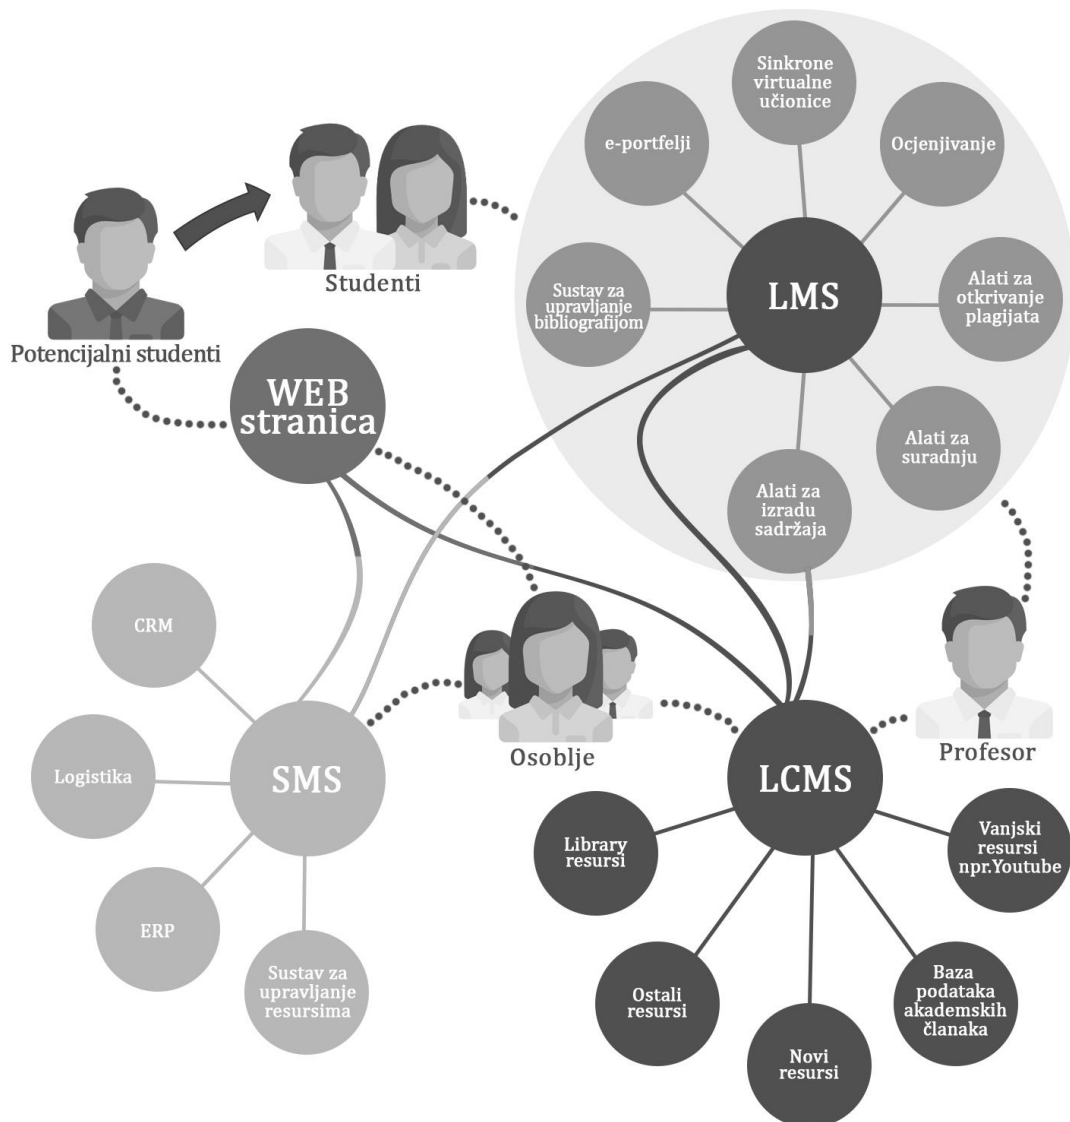 Sinkrone
virtualne
učionice
e-portfelji
Ocjenjivanje
Studenti
LMS
Sustav za
upravljanje
bibliografijom
Alati za
otkrivanje
plagijata
Potencijalni studenti
WEB
stranica
Alati za
suradnju
Alati za
izradu
sadržaja
CRM
Osoblje
Profesor
Logistika
SMS
LCMS
Library
resursi
Vanjski
resursi
npr.Youtube
ERP
Sustav za
upravljanje
resursima
Ostali
resursi
Baza
podataka
akademskih
članaka
Novi
resursi